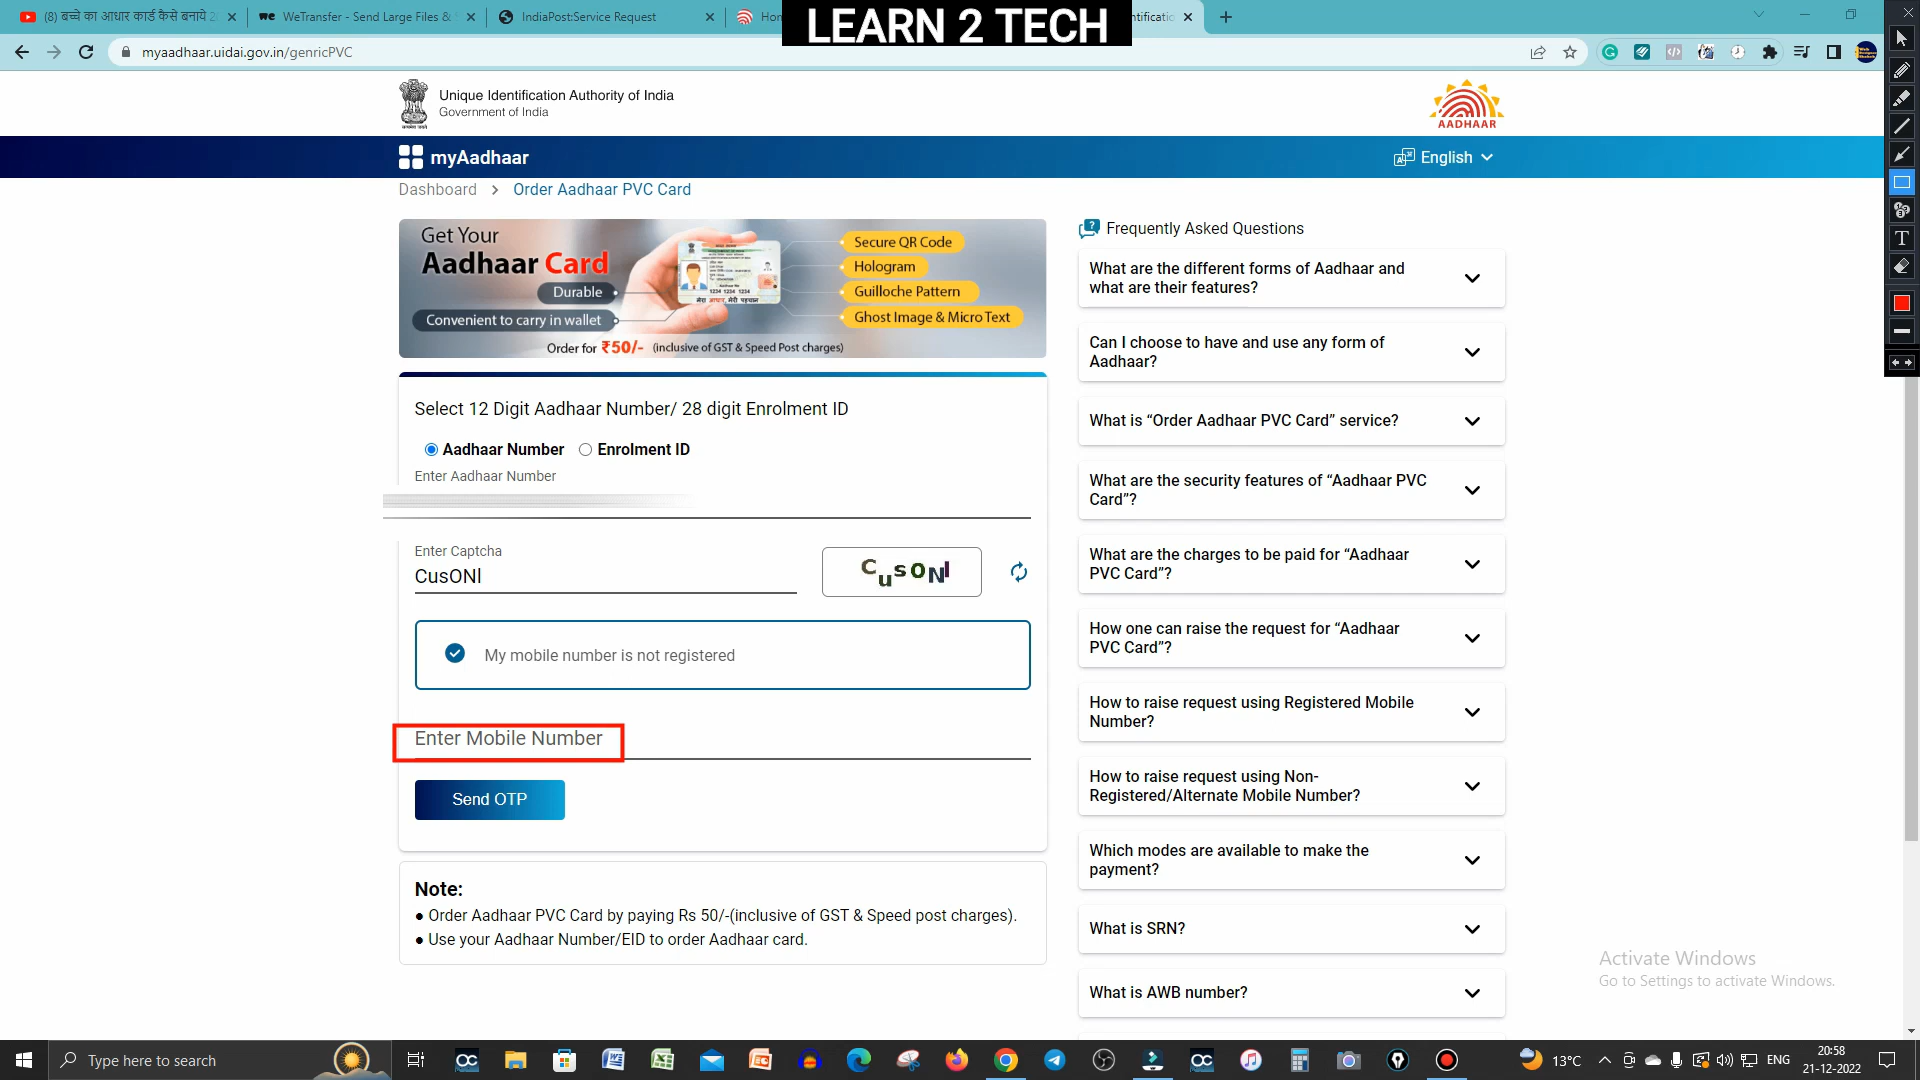 (8) बच्चे का आधार कार्ड कैसे बनाये 2
WeTransfer - Send Large Files &
IndiaPost:Service Request
Hon
LEARN 2 TECH
ntificatio
myaadhaar.uidai.gov.in/genricPVC
Unique Identification Authority of India
Government of India
AADHAAR
myAadhaar
English
Dashboard > Order Aadhaar PVC Card
Get Your
Aadhaar Card
Durable
Convenient to carry in wallet
Secure QR Code
Hologram
Guilloche Pattern
Ghost Image & Micro Text
1234 1234 1234
मेरा आधार, मेरी पहचान
Order for ₹50/- (inclusive of GST & Speed Post charges)
Select 12 Digit Aadhaar Number/ 28 digit Enrolment ID
Aadhaar Number Enrolment ID
Enter Aadhaar Number
Enter Captcha
CusONl
CusONl
My mobile number is not registered
Enter Mobile Number
Send OTP
Note:
● Order Aadhaar PVC Card by paying Rs 50/-(inclusive of GST & Speed post charges).
● Use your Aadhaar Number/EID to order Aadhaar card.
Frequently Asked Questions
What are the different forms of Aadhaar and
what are their features?
Can I choose to have and use any form of
Aadhaar?
What is “Order Aadhaar PVC Card” service?
What are the security features of “Aadhaar PVC
Card”?
What are the charges to be paid for “Aadhaar
PVC Card”?
How one can raise the request for “Aadhaar
PVC Card”?
How to raise request using Registered Mobile
Number?
How to raise request using Non-
Registered/Alternate Mobile Number?
Which modes are available to make the
payment?
What is SRN?
What is AWB number?
Activate Windows
Go to Settings to activate Windows.
Type here to search
13°C
ENG
20:58
21-12-2022